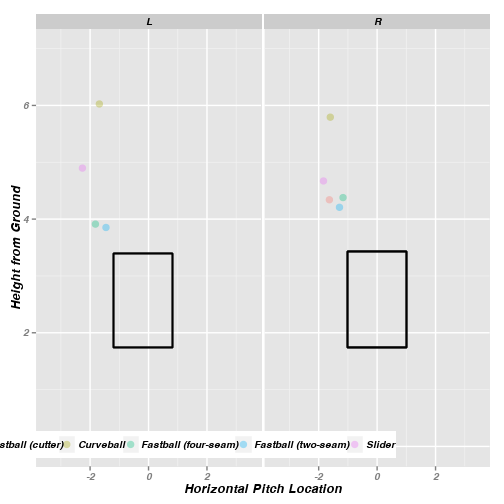 L R
6
4
2
Height from Ground
(cutter) Curveball Fastball (four-seam) Fastball (two-seam) Slider
-2 0 2 -2 0 2
Horizontal Pitch Location